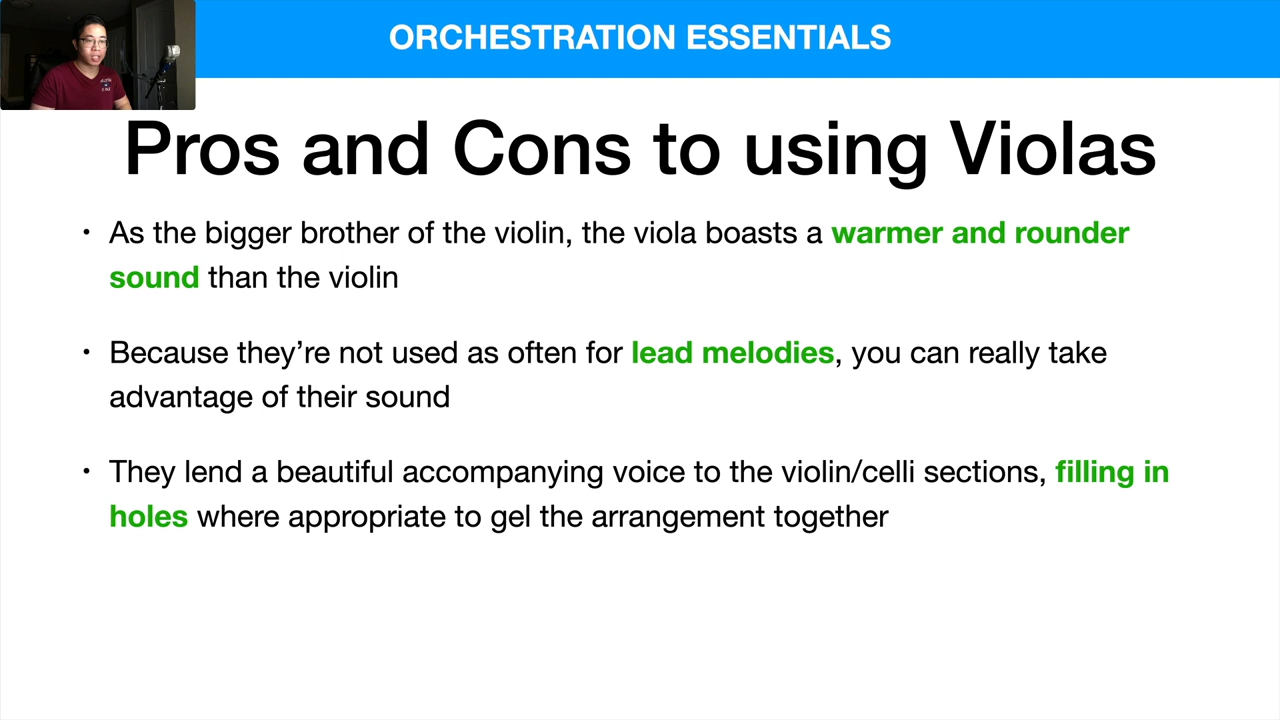 ORCHESTRATION ESSENTIALS
Pros and Cons to using Violas
• As the bigger brother of the violin, the viola boasts a warmer and rounder
sound than the violin
• Because they’re not used as often for lead melodies, you can really take
advantage of their sound
• They lend a beautiful accompanying voice to the violin/celli sections, filling in
holes where appropriate to gel the arrangement together